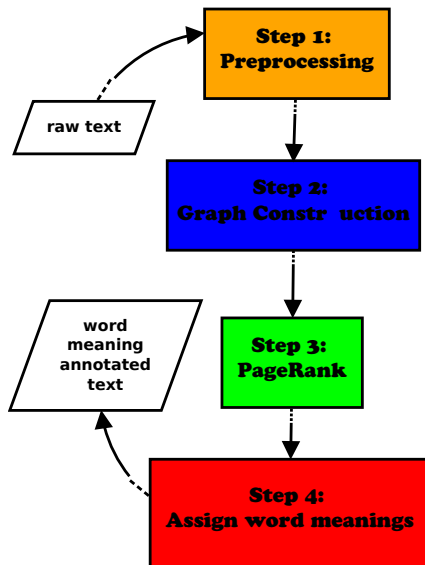 Step 1:
Preprocessing
raw text
Step 2:
Graph Constr uction
word
meaning
annotated
text
Step 3:
PageRank
Step 4:
Assign word meanings